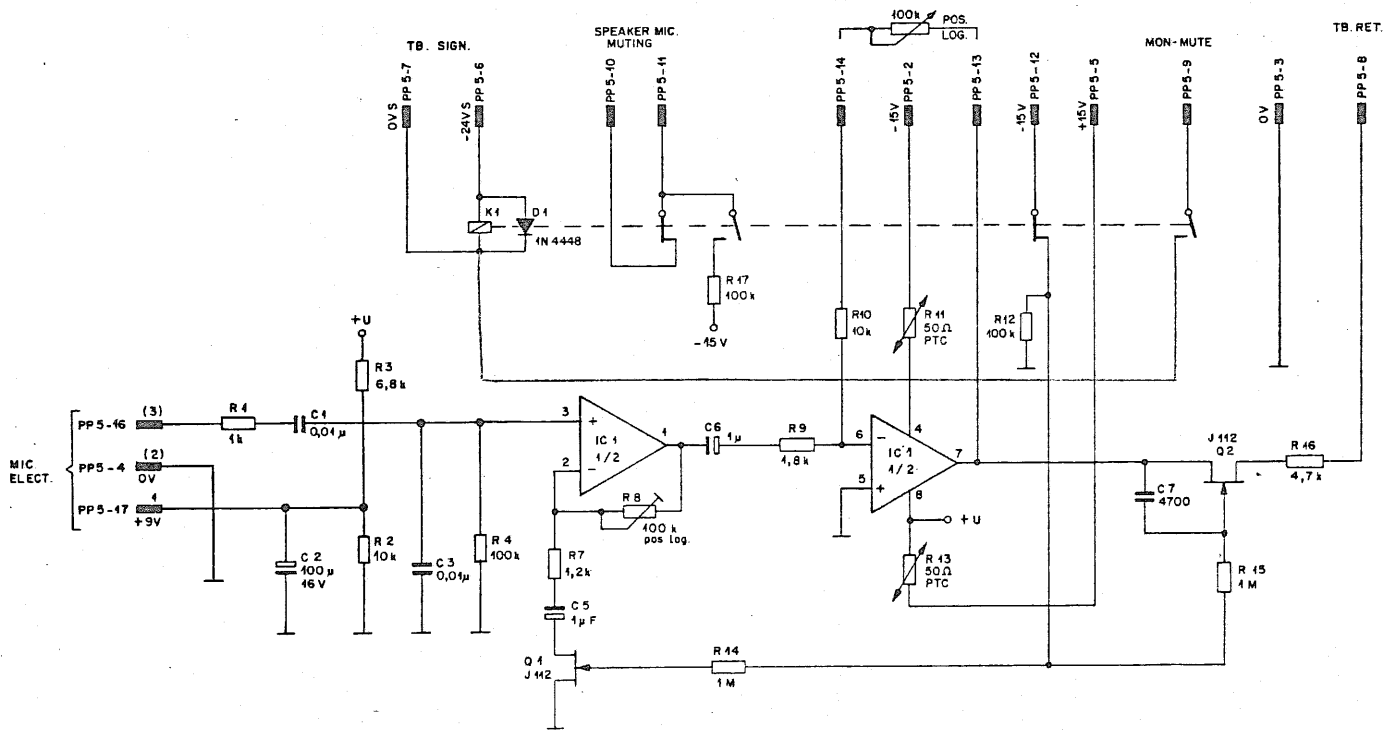 100k POS.
LOG.
TB. SIGN.
SPEAKER MIC.
MUTING
MON-MUTE
TB. RET.
0V S PP5-7
-24V S PP5-6
PP5-10
PP5-11
PP5-14
-15V PP5-2
PP5-13
-15V PP5-12
+15V PP5-5
PP5-9
0V PP5-3
PP5-8
K1
D1
1N 4448
R17
100k
-15V
R10
10k
R11
50Ω
PTC
R12
100k
+U
R3
6,8k
MIC.
ELECT.
PP5-16 (3)
PP5-4 (2)
0V
PP5-17 1
+9V
R1
1k
C1
0,01µ
C2
100µ
16V
R2
10k
C3
0,01µ
R4
100k
3
+
2
-
IC1
1/2
1
R8
100k
pos log.
R7
1,2k
C5
1µF
Q1
J112
C6
1µ
R9
1,8k
6
-
5
+
IC1
1/2
4
7
8
+U
R13
50Ω
PTC
C7
4700
J112
Q2
R16
4,7k
R15
1M
R14
1M